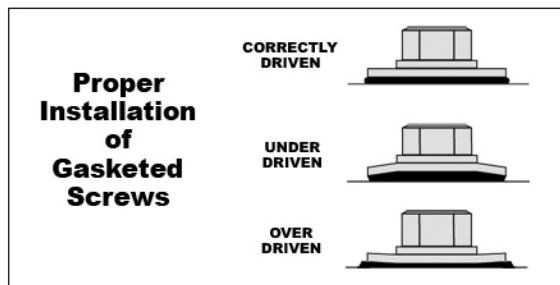 Proper
Installation
of
Gasketed
Screws
CORRECTLY
DRIVEN
UNDER
DRIVEN
OVER
DRIVEN